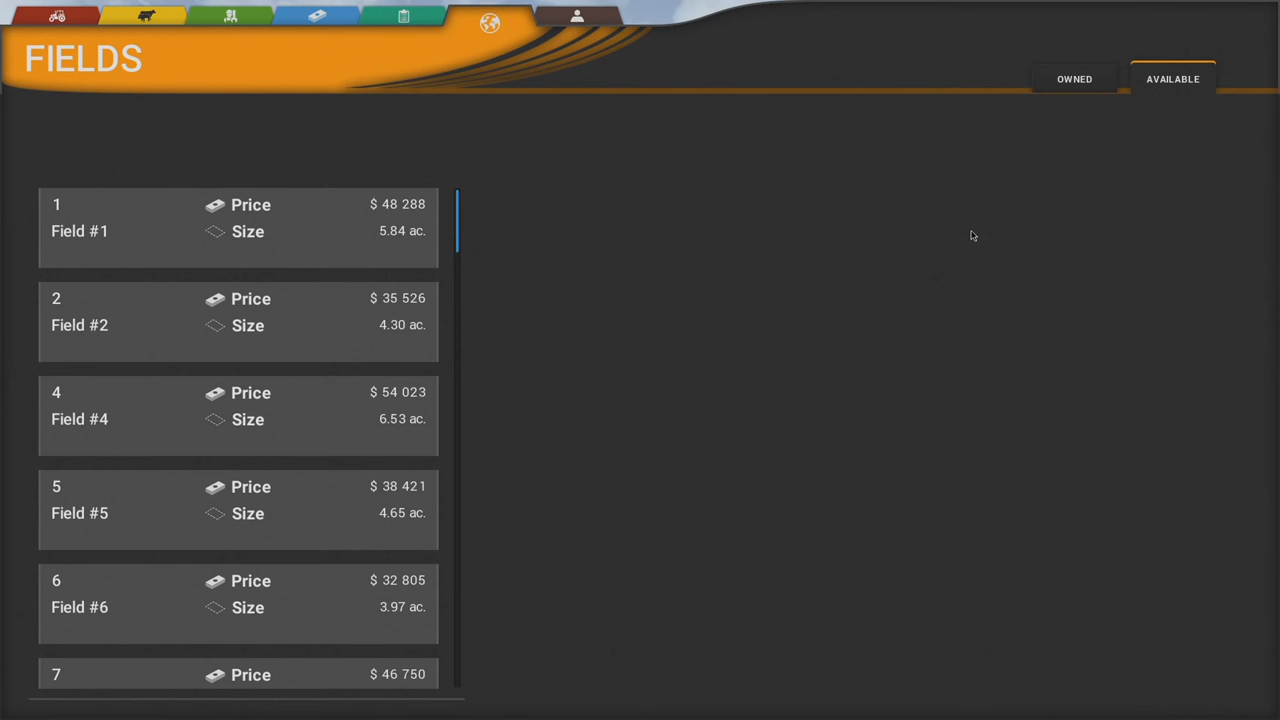 FIELDS
OWNED
AVAILABLE
1 Price $ 48 288
Field #1 Size 5.84 ac.
2 Price $ 35 526
Field #2 Size 4.30 ac.
4 Price $ 54 023
Field #4 Size 6.53 ac.
5 Price $ 38 421
Field #5 Size 4.65 ac.
6 Price $ 32 805
Field #6 Size 3.97 ac.
7 Price $ 46 750